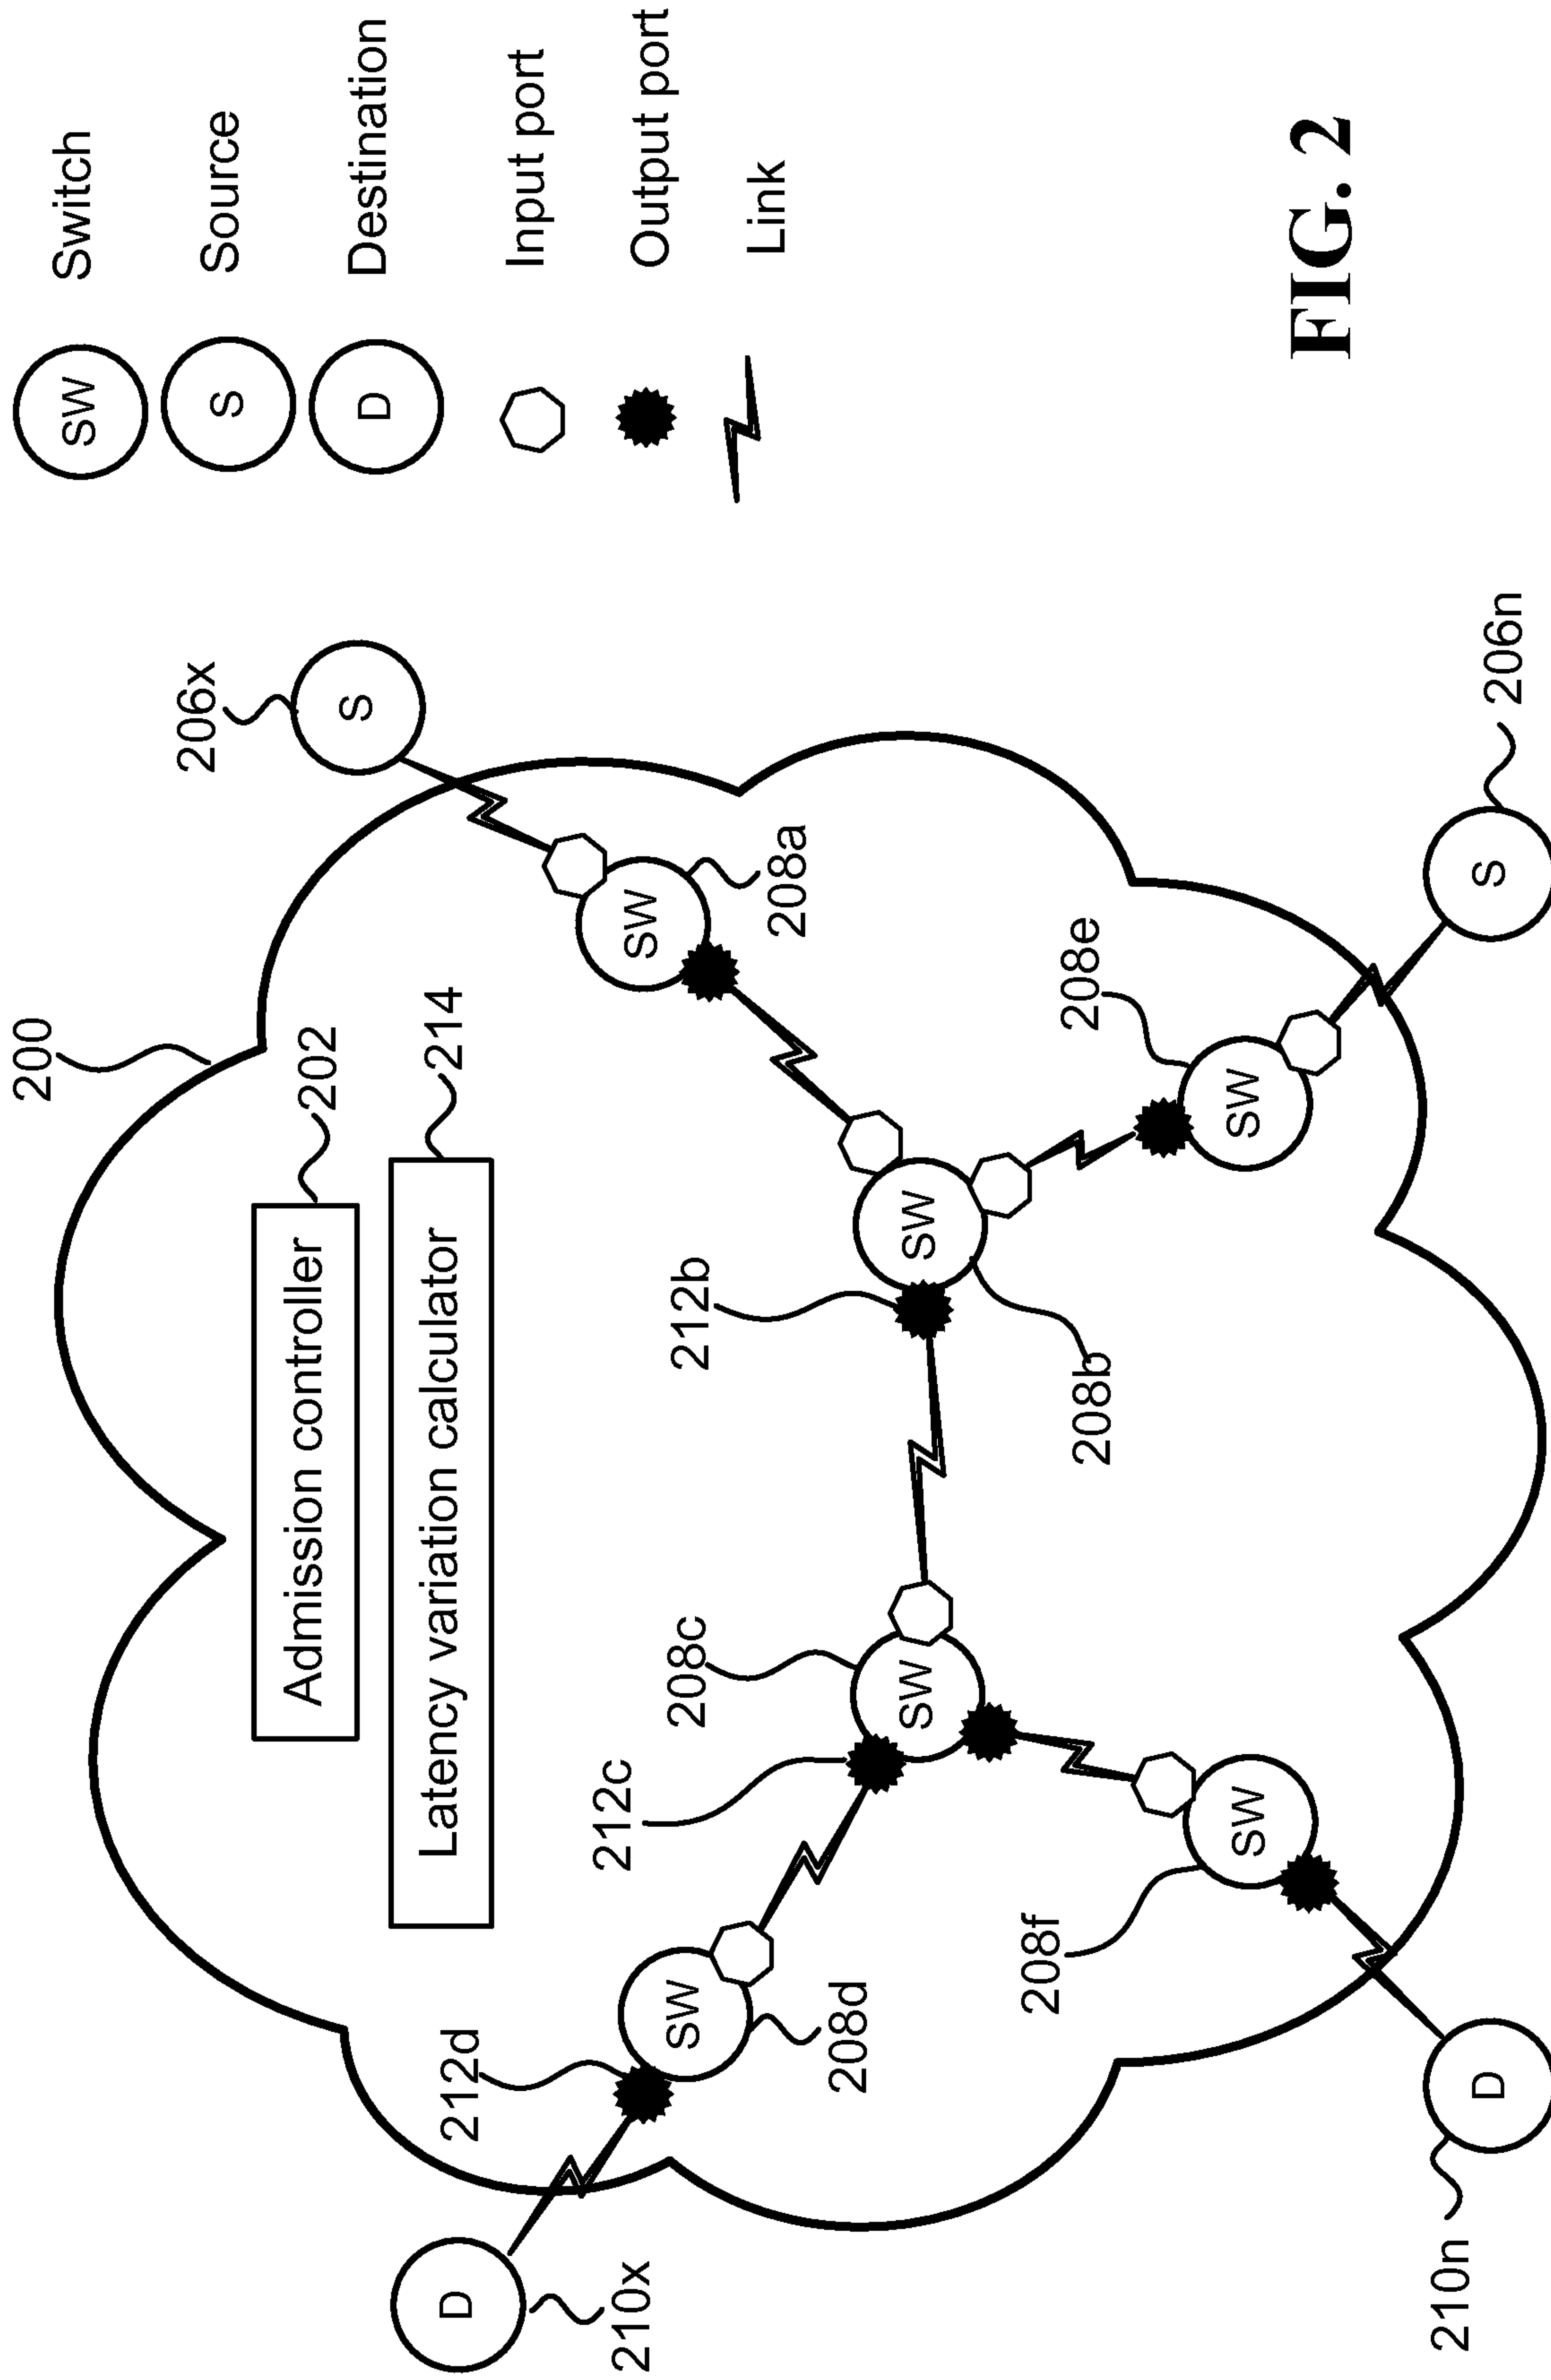 200
Admission controller
202
Latency variation calculator
214
D
210x
212d
SW
208d
212c
208c
SW
212b
SW
208b
SW
208a
S
206x
208f
SW
208e
SW
D
210n
S
206n
SW Switch
S Source
D Destination
Input port
Output port
Link
FIG. 2